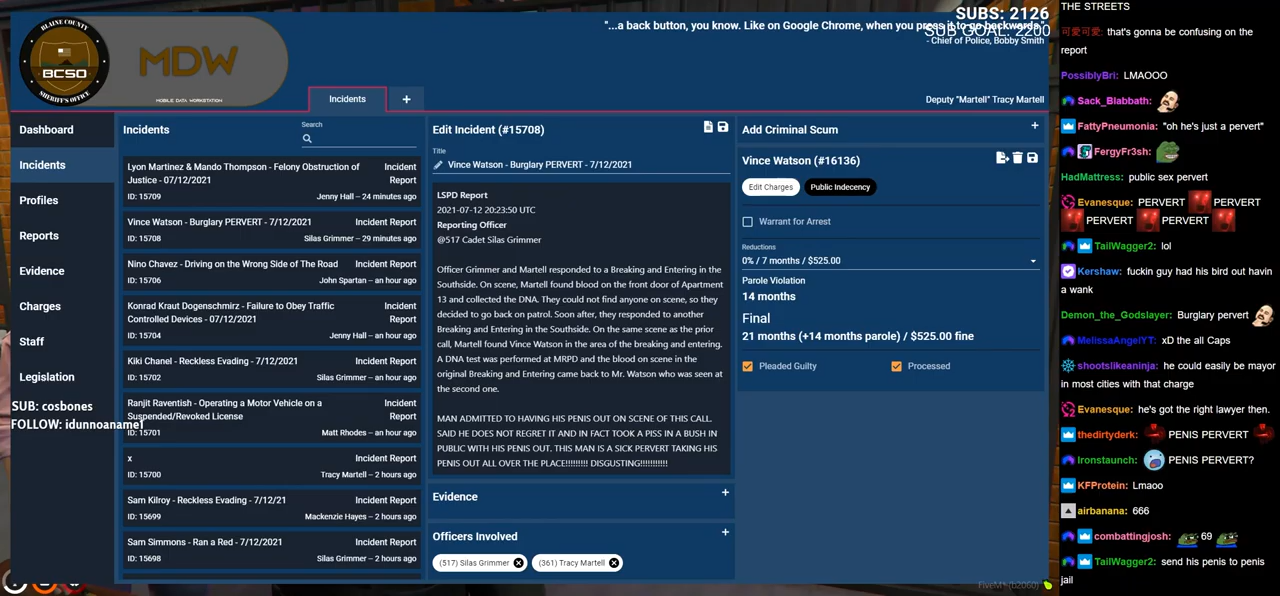 BLAINE COUNTY
BCSO
SHERIFF'S OFFICE
MDW
MOBILE DATA WORKSTATION
"...a back button, you know. Like on Google Chrome, when you press it to go backwards."
- Chief of Police, Bobby Smith
SUBS: 2126
SUB GOAL: 2200
Incidents
+
Deputy "Martell" Tracy Martell
Dashboard
Incidents
Profiles
Reports
Evidence
Charges
Staff
Legislation
SUB: cosbones
FOLLOW: idunnoaname1
Incidents
Search
Lyon Martinez & Mando Thompson - Felony Obstruction of
Justice - 07/12/2021
Incident
Report
ID: 15709
Jenny Hall – 24 minutes ago
Vince Watson - Burglary PERVERT - 7/12/2021
Incident Report
ID: 15708
Silas Grimmer – 29 minutes ago
Nino Chavez - Driving on the Wrong Side of The Road
Incident Report
ID: 15706
John Spartan – an hour ago
Konrad Kraut Dogenschmirz - Failure to Obey Traffic
Controlled Devices - 07/12/2021
Incident
Report
ID: 15704
Jenny Hall – an hour ago
Kiki Chanel - Reckless Evading - 7/12/2021
Incident Report
ID: 15702
Silas Grimmer – an hour ago
Ranjit Raventish - Operating a Motor Vehicle on a
Suspended/Revoked License
Incident
Report
ID: 15701
Matt Rhodes – an hour ago
x
Incident Report
ID: 15700
Tracy Martell – 2 hours ago
Sam Kilroy - Reckless Evading - 7/12/21
Incident Report
ID: 15699
Mackenzie Hayes – 2 hours ago
Sam Simmons - Ran a Red - 7/12/2021
Incident Report
ID: 15698
Silas Grimmer – 2 hours ago
Edit Incident (#15708)
Title
Vince Watson - Burglary PERVERT - 7/12/2021
LSPD Report
2021-07-12 20:23:50 UTC
Reporting Officer
@517 Cadet Silas Grimmer
Officer Grimmer and Martell responded to a Breaking and Entering in the
Southside. On scene, Martell found blood on the front door of Apartment
13 and collected the DNA. They could not find anyone on scene, so they
decided to go back on patrol. Soon after, they responded to another
Breaking and Entering in the Southside. On the same scene as the prior
call, Martell found Vince Watson in the area of the breaking and entering.
A DNA test was performed at MRPD and the blood on scene in the
original Breaking and Entering came back to Mr. Watson who was seen at
the second one.
MAN ADMITTED TO HAVING HIS PENIS OUT ON SCENE OF THIS CALL.
SAID HE DOES NOT REGRET IT AND IN FACT TOOK A PISS IN A BUSH IN
PUBLIC WITH HIS PENIS OUT. THIS MAN IS A SICK PERVERT TAKING HIS
PENIS OUT ALL OVER THE PLACE!!!!!!!!! DISGUSTING!!!!!!!!!!!
Evidence
+
Officers Involved
+
(517) Silas Grimmer
(361) Tracy Martell
Add Criminal Scum
+
Vince Watson (#16136)
Edit Charges
Public Indecency
Warrant for Arrest
Reductions
0% / 7 months / $525.00
Parole Violation
14 months
Final
21 months (+14 months parole) / $525.00 fine
Pleaded Guilty
Processed
THE STREETS
可愛可愛: that's gonna be confusing on the
report
PossiblyBri: LMAOOO
Sack_Blabbath:
FattyPneumonia: "oh he's just a pervert"
FergyFr3sh:
HadMattress: public sex pervert
Evanesque: PERVERT PERVERT
PERVERT PERVERT
TailWagger2: lol
Kershaw: fuckin guy had his bird out havin
a wank
Demon_the_Godslayer: Burglary pervert
MelissaAngelYT: xD the all Caps
shootslikeaninja: he could easily be mayor
in most cities with that charge
Evanesque: he's got the right lawyer then.
thedirtyderk: PENIS PERVERT
Ironstaunch: PENIS PERVERT?
KFProtein: Lmaoo
airbanana: 666
combattingjosh: 69
TailWagger2: send his penis to penis
jail